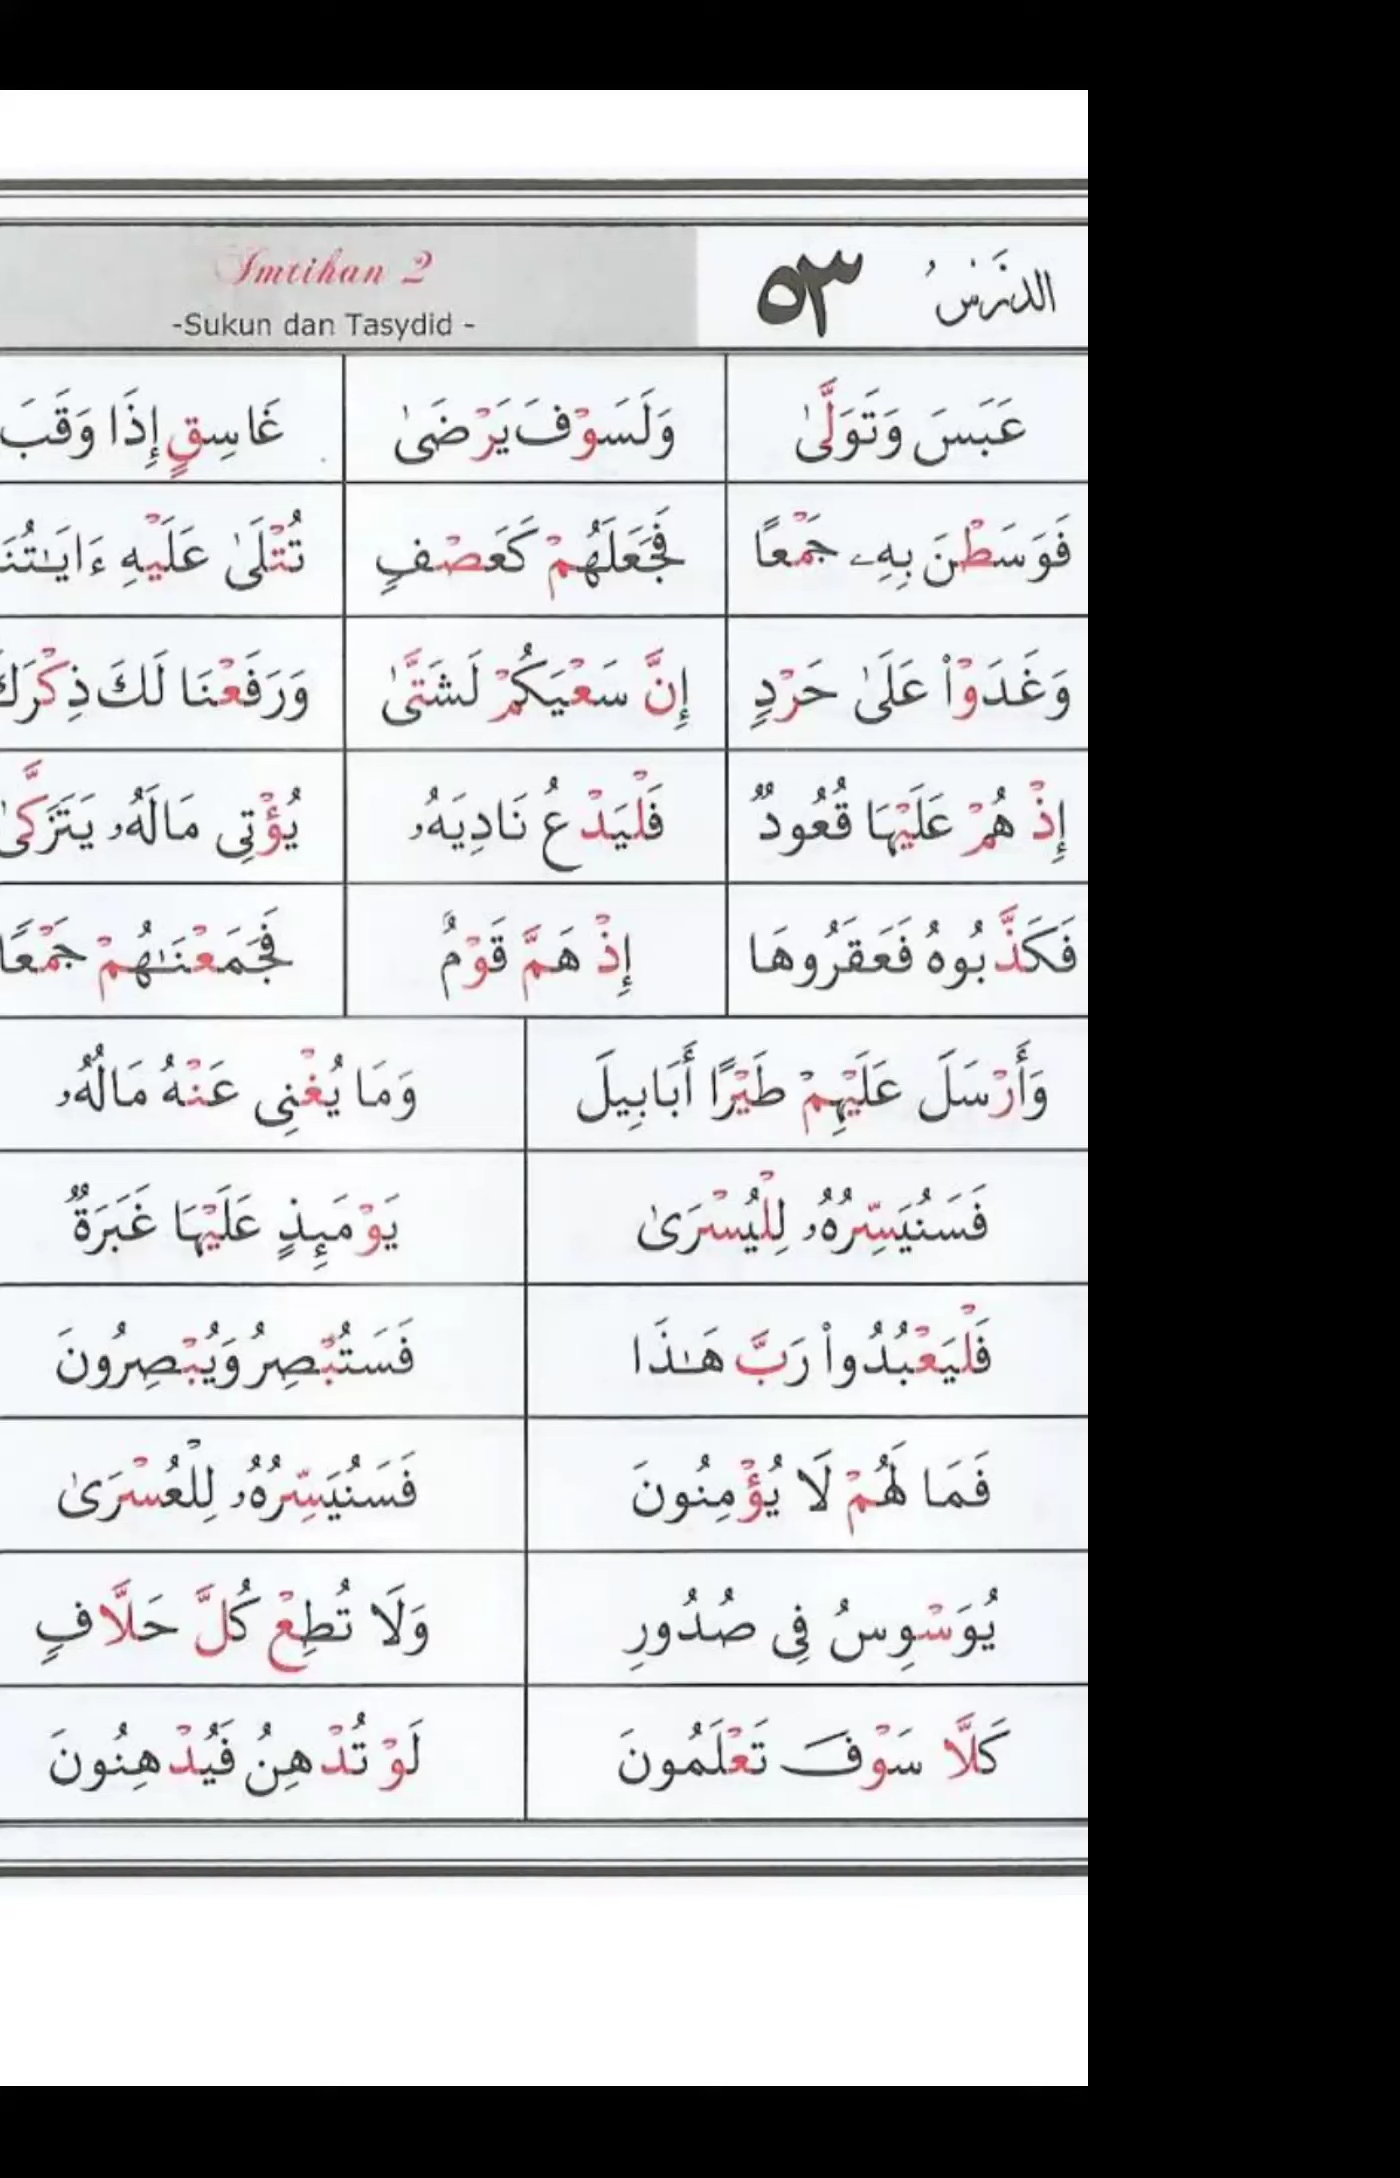 الدَّرْسُ ٥٣ Imtihan 2
-Sukun dan Tasydid -
عَبَسَ وَتَوَلَّىٰ وَلَسَوْفَ يَرْضَىٰ غَاسِقٍ إِذَا وَقَبَ
فَوَسَطْنَ بِهِۦ جَمْعًا فَجَعَلَهُمْ كَعَصْفٍ تُتْلَىٰ عَلَيْهِ ءَايَـٰتُنَا
وَغَدَوْا۟ عَلَىٰ حَرْدٍ إِنَّ سَعْيَكُمْ لَشَتَّىٰ وَرَفَعْنَا لَكَ ذِكْرَكَ
إِذْ هُمْ عَلَيْهَا قُعُودٌ فَلْيَدْعُ نَادِيَهُۥ يُؤْتِى مَالَهُۥ يَتَزَكَّىٰ
فَكَذَّبُوهُ فَعَقَرُوهَا إِذْ هَمَّ قَوْمٌ فَجَمَعْنَـٰهُمْ جَمْعًا
وَأَرْسَلَ عَلَيْهِمْ طَيْرًا أَبَابِيلَ وَمَا يُغْنِى عَنْهُ مَالُهُۥ
فَسَنُيَسِّرُهُۥ لِلْيُسْرَىٰ يَوْمَئِذٍ عَلَيْهَا غَبَرَةٌ
فَلْيَعْبُدُوا۟ رَبَّ هَـٰذَا فَسَتُبْصِرُ وَيُبْصِرُونَ
فَمَا لَهُمْ لَا يُؤْمِنُونَ فَسَنُيَسِّرُهُۥ لِلْعُسْرَىٰ
يُوَسْوِسُ فِى صُدُورِ وَلَا تُطِعْ كُلَّ حَلَّافٍ
كَلَّا سَوْفَ تَعْلَمُونَ لَوْ تُدْهِنُ فَيُدْهِنُونَ